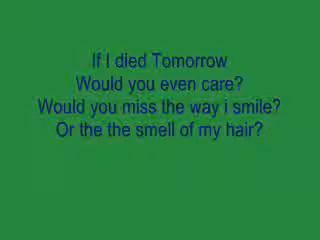 If I died Tomorrow
Would you even care?
Would you miss the way i smile?
Or the the smell of my hair?